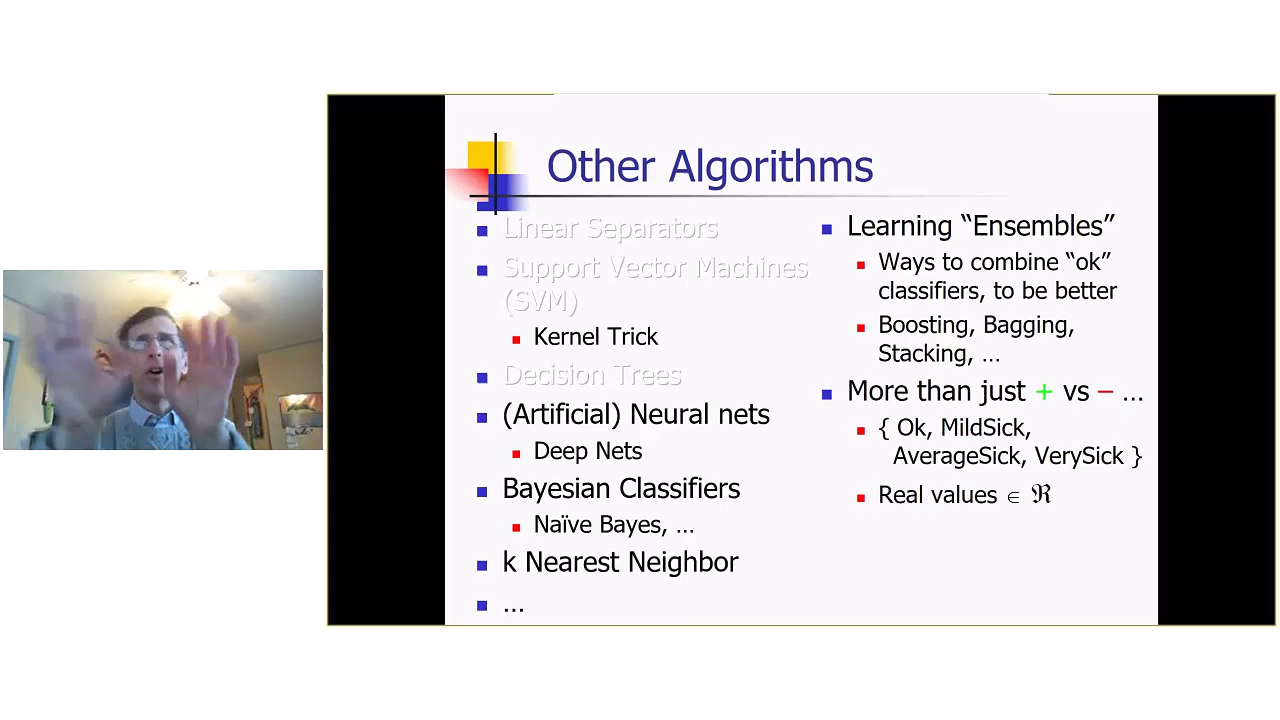 Other Algorithms
Linear Separators
Support Vector Machines
(SVM)
Kernel Trick
Decision Trees
(Artificial) Neural nets
Deep Nets
Bayesian Classifiers
Naïve Bayes, …
k Nearest Neighbor
…
Learning “Ensembles”
Ways to combine “ok”
classifiers, to be better
Boosting, Bagging,
Stacking, …
More than just + vs – …
{ Ok, MildSick,
AverageSick, VerySick }
Real values ∈ ℜ